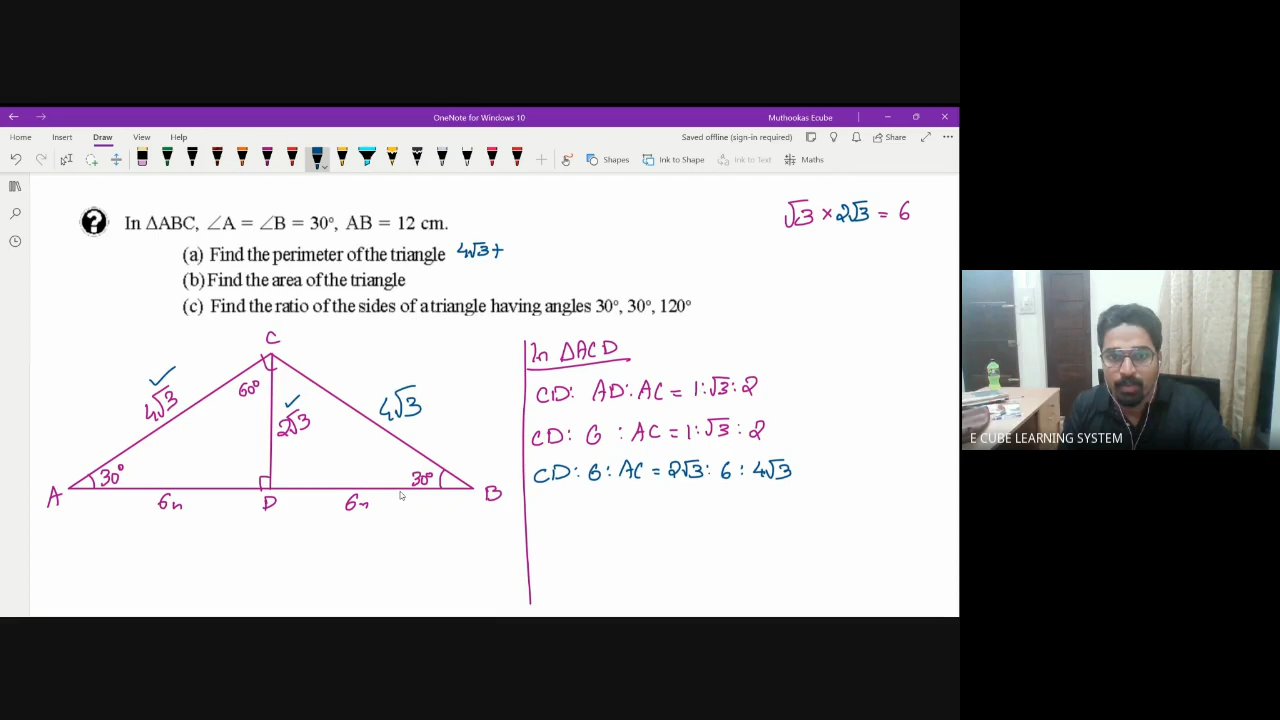 OneNote for Windows 10
Muthookas Ecube
Home Insert Draw View Help
Saved offline (sign-in required)
Share
Shapes
Ink to Shape
Ink to Text
Maths
√3 × 2√3 = 6
In ΔABC, ∠A = ∠B = 30°, AB = 12 cm.
(a) Find the perimeter of the triangle 4√3+
(b) Find the area of the triangle
(c) Find the ratio of the sides of a triangle having angles 30°, 30°, 120°
C
60°
4√3
2√3
4√3
30°
30°
A
D
B
In ΔACD
CD: AD: AC = 1:√3:2
CD: 6 : AC = 1:√3:2
CD: 6: AC = 2√3: 6 : 4√3
E CUBE LEARNING SYSTEM